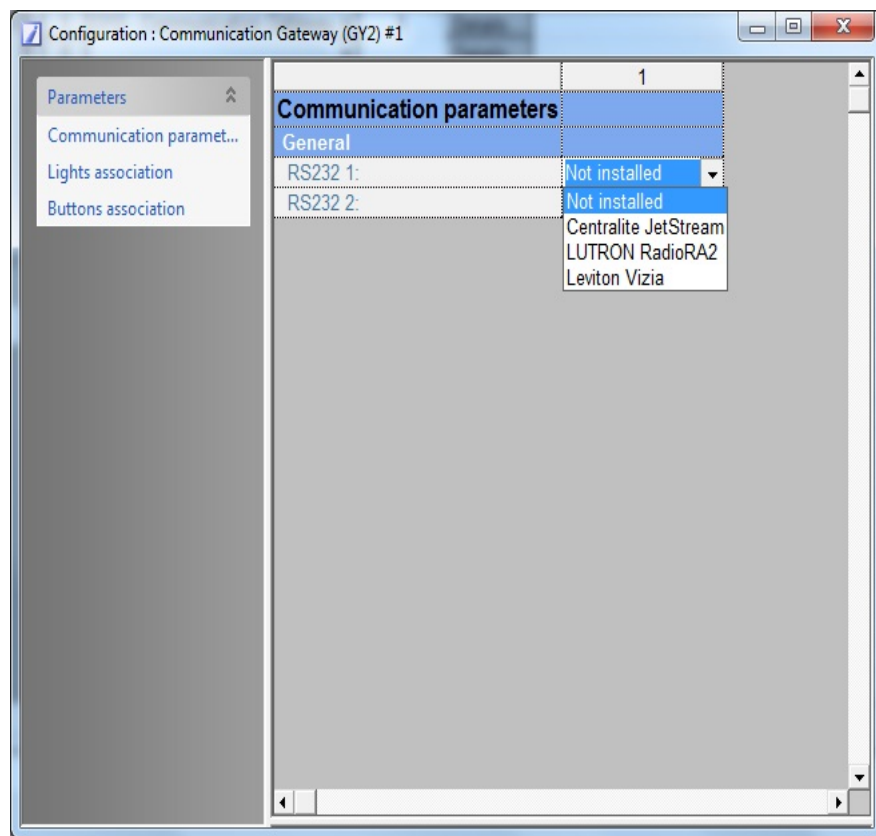 Configuration : Communication Gateway (GY2) #1
Parameters
Communication paramet...
Lights association
Buttons association
1
Communication parameters
General
RS232 1:
Not installed
RS232 2:
Not installed
Centralite JetStream
LUTRON RadioRA2
Leviton Vizia